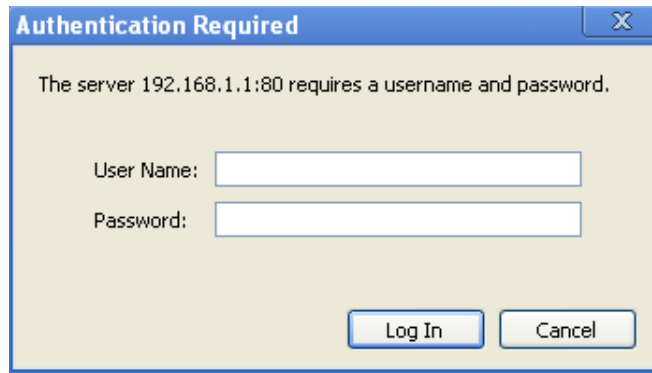 Authentication Required
X
The server 192.168.1.1:80 requires a username and password.
User Name:
Password:
Log In
Cancel